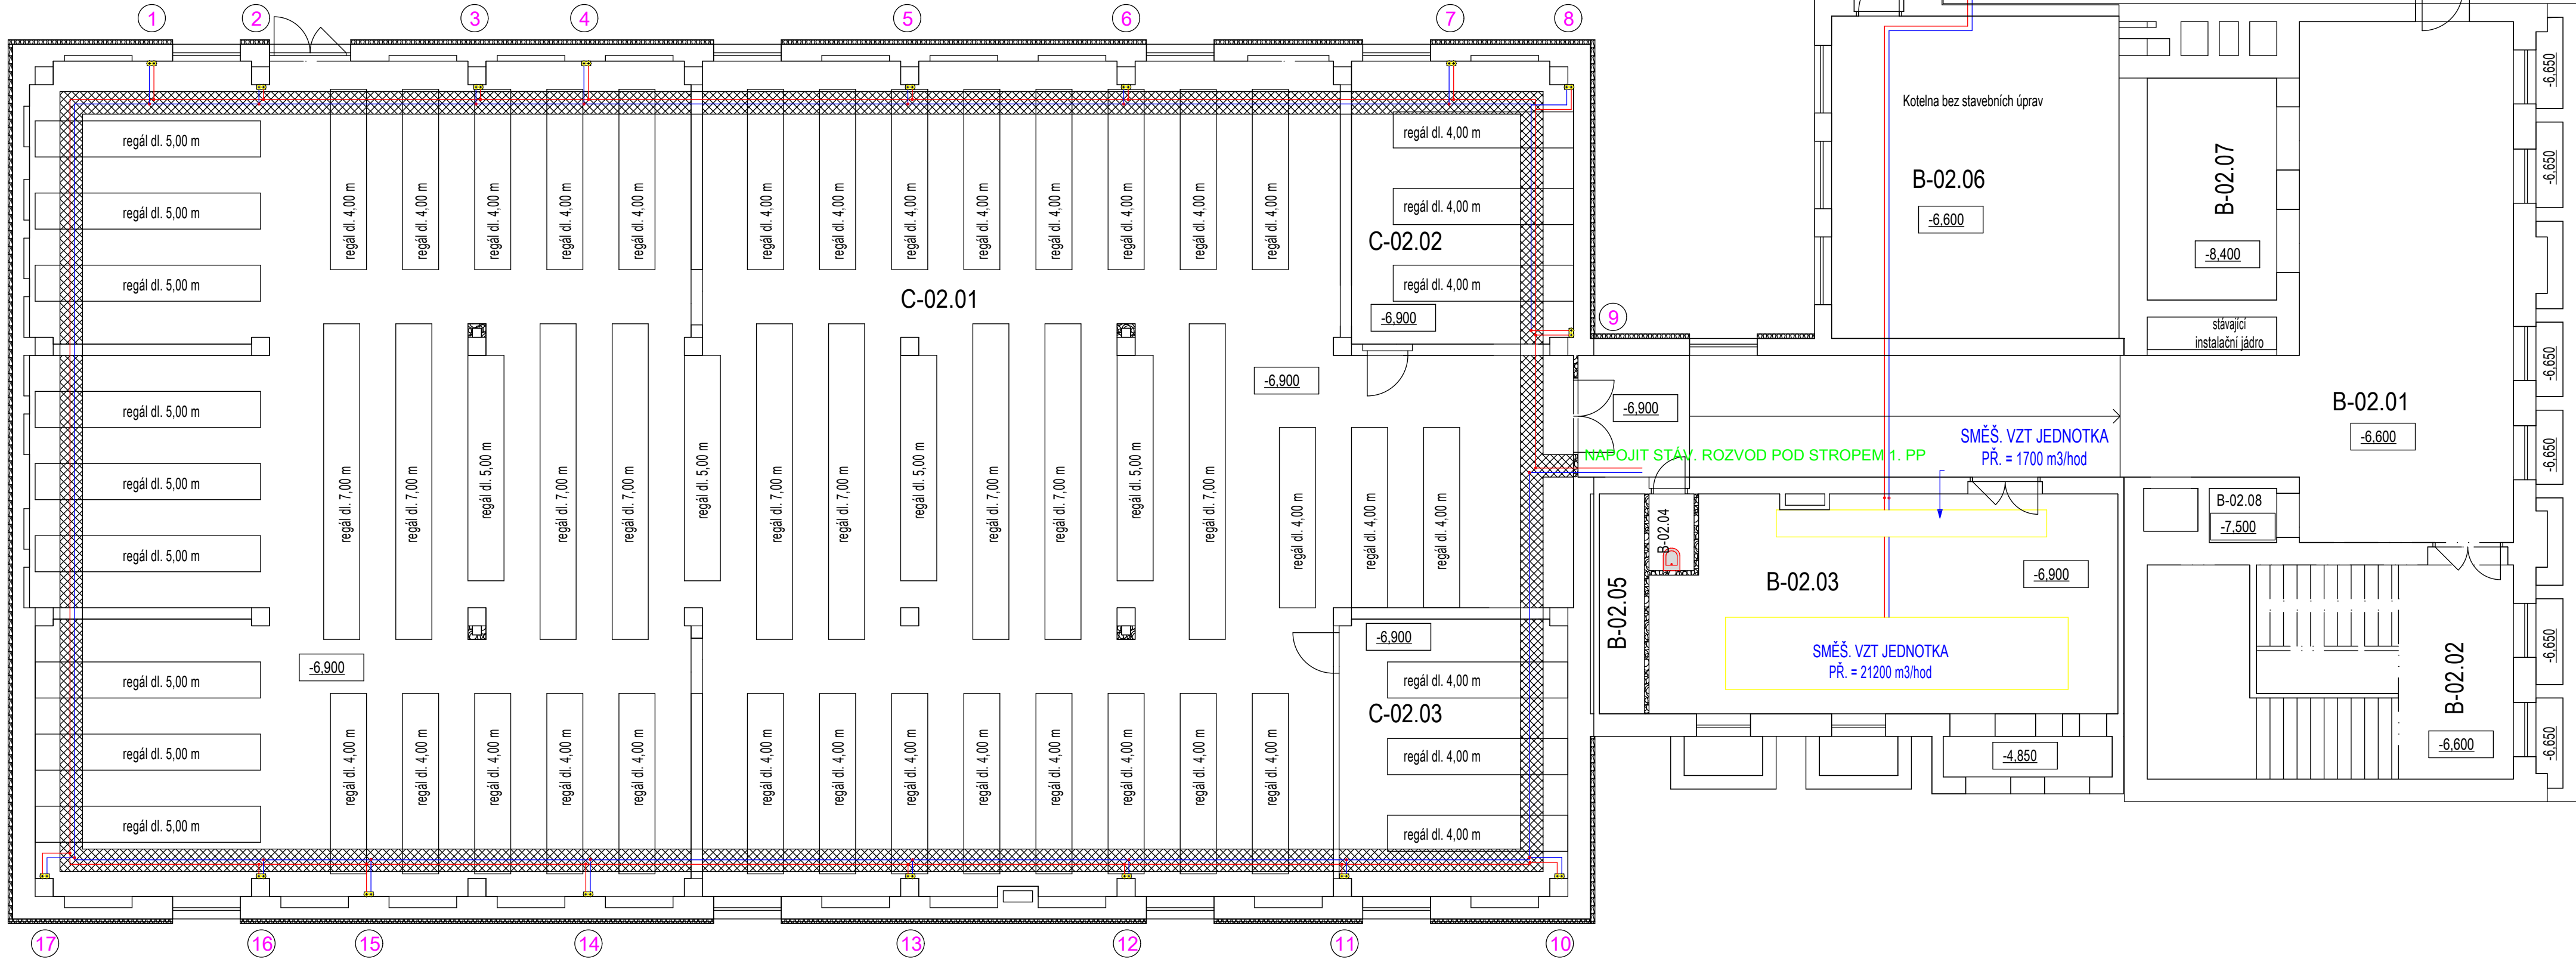 1
2
3
4
5
6
7
8
regál dl. 5,00 m
regál dl. 5,00 m
regál dl. 5,00 m
regál dl. 4,00 m
regál dl. 4,00 m
regál dl. 4,00 m
regál dl. 4,00 m
regál dl. 4,00 m
regál dl. 4,00 m
regál dl. 4,00 m
regál dl. 4,00 m
regál dl. 4,00 m
regál dl. 4,00 m
regál dl. 4,00 m
regál dl. 4,00 m
regál dl. 4,00 m
C-02.01
regál dl. 4,00 m
regál dl. 4,00 m
C-02.02
regál dl. 4,00 m
-6,900
9
regál dl. 5,00 m
regál dl. 5,00 m
regál dl. 5,00 m
regál dl. 7,00 m
regál dl. 7,00 m
regál dl. 5,00 m
regál dl. 7,00 m
regál dl. 7,00 m
regál dl. 5,00 m
regál dl. 7,00 m
regál dl. 7,00 m
regál dl. 5,00 m
regál dl. 7,00 m
regál dl. 7,00 m
regál dl. 5,00 m
regál dl. 7,00 m
-6,900
regál dl. 4,00 m
regál dl. 4,00 m
regál dl. 4,00 m
-6,900
NAPOJIT STÁV. ROZVOD POD STROPEM 1. PP
regál dl. 5,00 m
regál dl. 5,00 m
regál dl. 5,00 m
-6,900
regál dl. 4,00 m
regál dl. 4,00 m
regál dl. 4,00 m
regál dl. 4,00 m
regál dl. 4,00 m
regál dl. 4,00 m
regál dl. 4,00 m
regál dl. 4,00 m
regál dl. 4,00 m
regál dl. 4,00 m
regál dl. 4,00 m
regál dl. 4,00 m
regál dl. 4,00 m
-6,900
regál dl. 4,00 m
C-02.03
regál dl. 4,00 m
regál dl. 4,00 m
17
16
15
14
13
12
11
10
Kotelna bez stavebních úprav
B-02.06
-6,600
B-02.07
-8,400
stávající
instalační jádro
B-02.01
-6,600
SMĚŠ. VZT JEDNOTKA
PŘ. = 1700 m3/hod
B-02.08
-7,500
B-02.04
B-02.05
B-02.03
-6,900
SMĚŠ. VZT JEDNOTKA
PŘ. = 21200 m3/hod
-4,850
B-02.02
-6,600
-6,650
-6,650
-6,650
-6,650
-6,650
-6,650